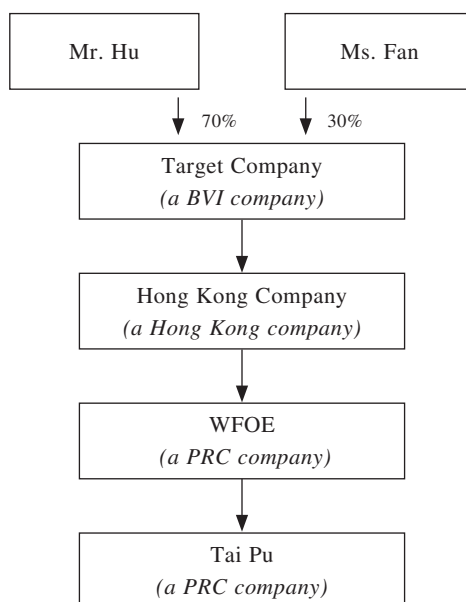 Mr. Hu
Ms. Fan
70%
30%
Target Company
(a BVI company)
Hong Kong Company
(a Hong Kong company)
WFOE
(a PRC company)
Tai Pu
(a PRC company)